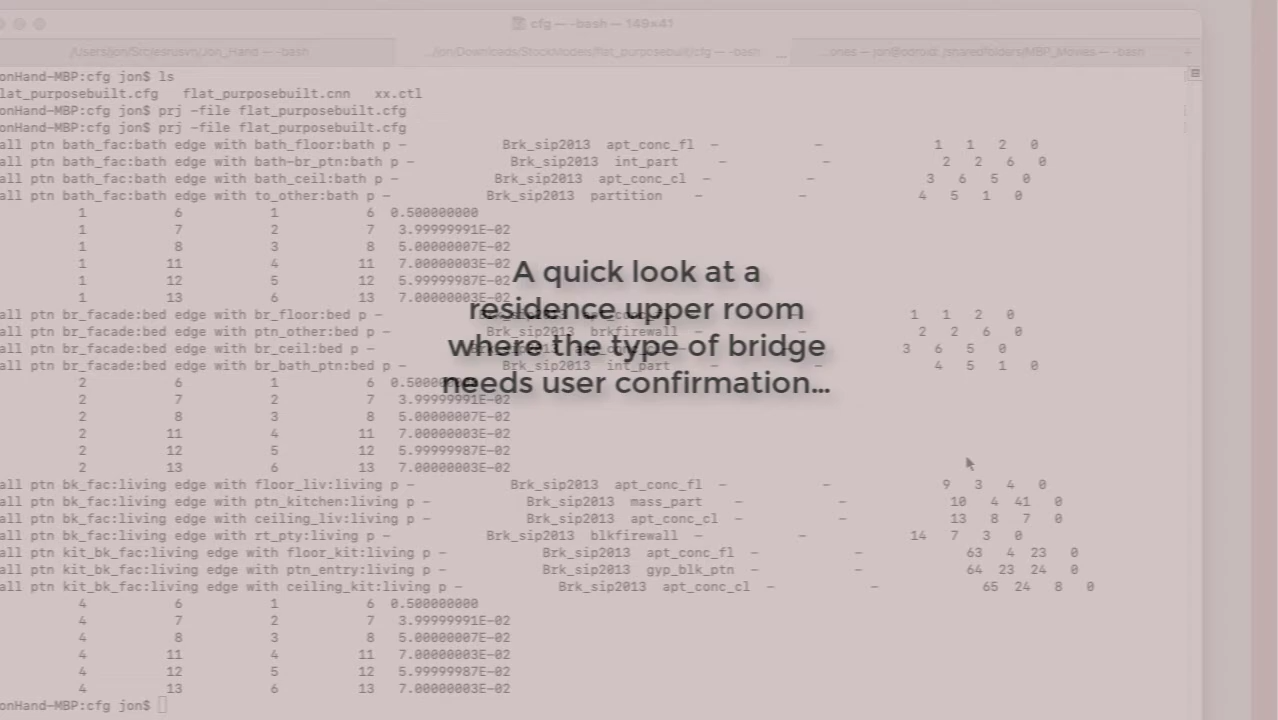 cfg — -bash — 149×41
/Users/jon/Src/esrusvn/Jon_Hand — -bash
.../jon/Downloads/StockModels/flat_purposebuilt/cfg — -bash
... ...ones — jon@odroid: /sharedfolders/MBP_Movies — -bash +
onHand-MBP:cfg jon$ ls
lat_purposebuilt.cfg flat_purposebuilt.cnn xx.ctl
onHand-MBP:cfg jon$ prj -file flat_purposebuilt.cfg
onHand-MBP:cfg jon$ prj -file flat_purposebuilt.cfg
all ptn bath_fac:bath edge with bath_floor:bath p - Brk_sip2013 apt_conc_fl - - 1 1 2 0
all ptn bath_fac:bath edge with bath-br_ptn:bath p - Brk_sip2013 int_part - - 2 2 6 0
all ptn bath_fac:bath edge with bath_ceil:bath p - Brk_sip2013 apt_conc_cl - - 3 6 5 0
all ptn bath_fac:bath edge with to_other:bath p - Brk_sip2013 partition - - 4 5 1 0
1 6 1 6 0.500000000
1 7 2 7 3.99999991E-02
1 8 3 8 5.00000007E-02
1 11 4 11 7.00000003E-02
1 12 5 12 5.99999987E-02
1 13 6 13 7.00000003E-02
all ptn br_facade:bed edge with br_floor:bed p - 1 1 2 0
all ptn br_facade:bed edge with ptn_other:bed p - Brk_sip2013 brkfirewall - - 2 2 6 0
all ptn br_facade:bed edge with br_ceil:bed p - 3 6 5 0
all ptn br_facade:bed edge with br_bath_ptn:bed p - Brk_sip2013 int_part - - 4 5 1 0
2 6 1 6 0.500000000
2 7 2 7 3.99999991E-02
2 8 3 8 5.00000007E-02
2 11 4 11 7.00000003E-02
2 12 5 12 5.99999987E-02
2 13 6 13 7.00000003E-02
all ptn bk_fac:living edge with floor_liv:living p - Brk_sip2013 apt_conc_fl - - 9 3 4 0
all ptn bk_fac:living edge with ptn_kitchen:living p - Brk_sip2013 mass_part - - 10 4 41 0
all ptn bk_fac:living edge with ceiling_liv:living p - Brk_sip2013 apt_conc_cl - - 13 8 7 0
all ptn bk_fac:living edge with rt_pty:living p - Brk_sip2013 blkfirewall - - 14 7 3 0
all ptn kit_bk_fac:living edge with floor_kit:living p - Brk_sip2013 apt_conc_fl - - 63 4 23 0
all ptn kit_bk_fac:living edge with ptn_entry:living p - Brk_sip2013 gyp_blk_ptn - - 64 23 24 0
all ptn kit_bk_fac:living edge with ceiling_kit:living p - Brk_sip2013 apt_conc_cl - - 65 24 8 0
4 6 1 6 0.500000000
4 7 2 7 3.99999991E-02
4 8 3 8 5.00000007E-02
4 11 4 11 7.00000003E-02
4 12 5 12 5.99999987E-02
4 13 6 13 7.00000003E-02
onHand-MBP:cfg jon$
A quick look at a
residence upper room
where the type of bridge
needs user confirmation...